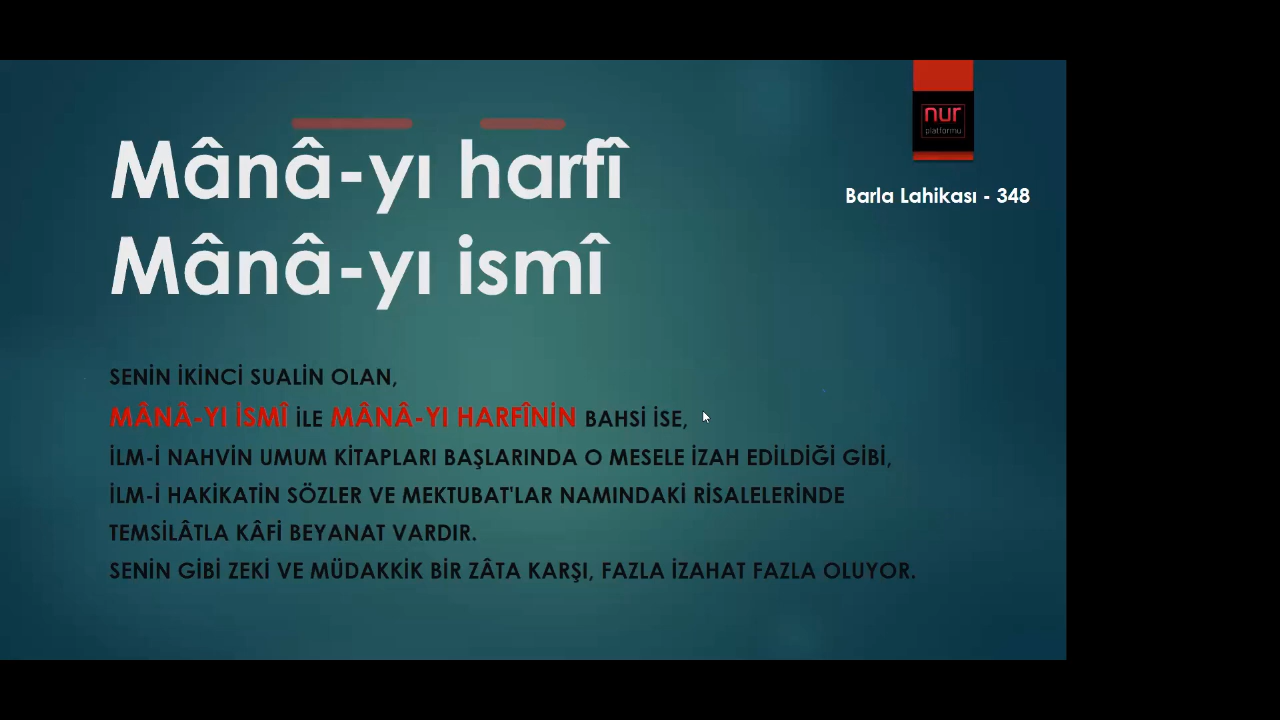 nur
platformu
Mânâ-yı harfî
Barla Lahikası - 348
Mânâ-yı ismî
SENİN İKİNCİ SUALİN OLAN,
MÂNÂ-YI İSMÎ İLE MÂNÂ-YI HARFÎNİN BAHSİ İSE,
İLM-İ NAHVİN UMUM KİTAPLARI BAŞLARINDA O MESELE İZAH EDİLDİĞİ GİBİ,
İLM-İ HAKİKATİN SÖZLER VE MEKTUBAT'LAR NAMINDAKİ RİSALELERİNDE
TEMSİLÂTLA KÂFİ BEYANAT VARDIR.
SENİN GİBİ ZEKİ VE MÜDAKKİK BİR ZÂTA KARŞI, FAZLA İZAHAT FAZLA OLUYOR.